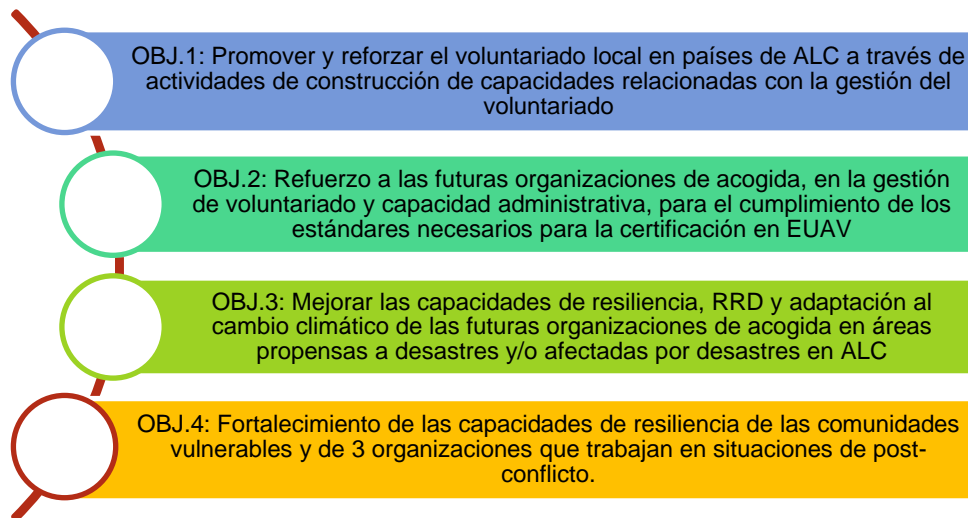 OBJ.1: Promover y reforzar el voluntariado local en países de ALC a través de
actividades de construcción de capacidades relacionadas con la gestión del
voluntariado
OBJ.2: Refuerzo a las futuras organizaciones de acogida, en la gestión
de voluntariado y capacidad administrativa, para el cumplimiento de los
estándares necesarios para la certificación en EUAV
OBJ.3: Mejorar las capacidades de resiliencia, RRD y adaptación al
cambio climático de las futuras organizaciones de acogida en áreas
propensas a desastres y/o afectadas por desastres en ALC
OBJ.4: Fortalecimiento de las capacidades de resiliencia de las comunidades
vulnerables y de 3 organizaciones que trabajan en situaciones de post-
conflicto.